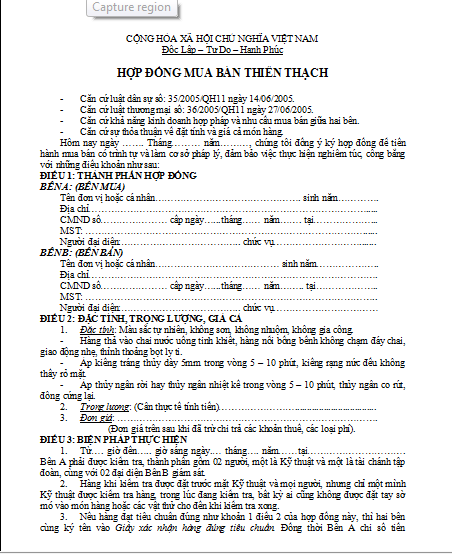 Capture region
CỘNG HÒA XÃ HỘI CHỦ NGHĨA VIỆT NAM
Độc Lập – Tự Do – Hạnh Phúc
HỢP ĐỒNG MUA BÁN THIÊN THẠCH
- Căn cứ luật dân sự số: 35/2005/QH11 ngày 14/06/2005.
- Căn cứ luật thương mại số: 36/2005/QH11 ngày 27/06/2005.
- Căn cứ khả năng kinh doanh hợp pháp và nhu cầu mua bán giữa hai bên.
- Căn cứ sự thỏa thuận về đặt tính và giá cả món hàng.
Hôm nay ngày ……. Tháng……… năm………, chúng tôi đồng ý ký hợp đồng để tiến
hành mua bán có trình tự và làm cơ sở pháp lý, đảm bảo việc thực hiện nghiêm túc, công bằng
với những điều khoản như sau:
ĐIỀU 1: THÀNH PHẦN HỢP ĐỒNG
BÊN A: (BÊN MUA)
Tên đơn vị hoặc cá nhân…………………………………………. sinh năm………….
Địa chỉ……………………………………………………………………………………
CMND số………………… cấp ngày…...tháng…… năm…….. tại…………………
MST:……………………………………………………………………………………
Người đại diện:………………………………. chức vụ……………………………
BÊN B: (BÊN BÁN)
Tên đơn vị hoặc cá nhân…………………………………… sinh năm………………
Địa chỉ……………………………………………………………………………………
CMND số………………… cấp ngày…...tháng…… năm…….. tại…………………
MST:……………………………………………………………………………………
Người đại diện:………………………………. chức vụ……………………………
ĐIỀU 2: ĐẶC TÍNH, TRỌNG LƯỢNG, GIÁ CẢ
1. Đặc tính: Màu sắc tự nhiên, không sơn, không nhuộm, không gia công.
- Hàng thả vào chai nước uống tinh khiết, hàng nổi bồng bềnh không chạm đáy chai,
giao động nhẹ, thỉnh thoảng bọt ly ti.
- Áp kiếng trắng thủy dày 5mm trong vòng 5 – 10 phút, kiếng rạng nức đều không
thấy rõ mặt.
- Áp thủy ngân rời hay thủy ngân nhiệt kế trong vòng 5 – 10 phút, thủy ngân co rút,
đông cứng lại.
2. Trọng lượng: (Cân thực tế tính tiền)……………………………………………
3. Đơn giá: ……………………………………………………………………
(Đơn giá trên sau khi đã trừ chi trả các khoản thuế, các loại phí).
ĐIỀU 3: BIỆN PHÁP THỰC HIỆN
1. Từ…. giờ đến….. giờ sáng ngày…. tháng…. năm…… tại………………………
Bên A phải được kiểm tra, thành phần gồm 02 người, một là Kỹ thuật và một là tài chánh tập
đoàn, cùng với 02 đại diện Bên B giám sát.
2. Hàng khi kiểm tra được đặt trước mặt Kỹ thuật và mọi người, nhưng chỉ một mình
Kỹ thuật được kiểm tra hàng, trong lúc đang kiểm tra, bất kỳ ai cũng không được đặt tay sờ
mó vào món hàng hoặc các vật thử cho đến khi kiểm tra xong.
3. Nếu hàng đạt tiêu chuẩn đúng như khoản 1 điều 2 của hợp đồng này, thì hai bên
cùng ký tên vào Giấy xác nhận hàng đúng tiêu chuẩn. Đồng thời Bên A chi số tiền